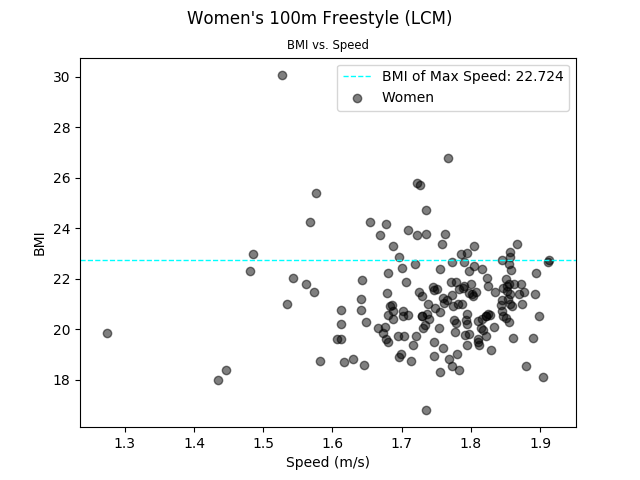 Women's 100m Freestyle (LCM)
BMI vs. Speed
BMI of Max Speed: 22.724
Women
30
28
26
24
22
20
18
BMI
1.3 1.4 1.5 1.6 1.7 1.8 1.9
Speed (m/s)